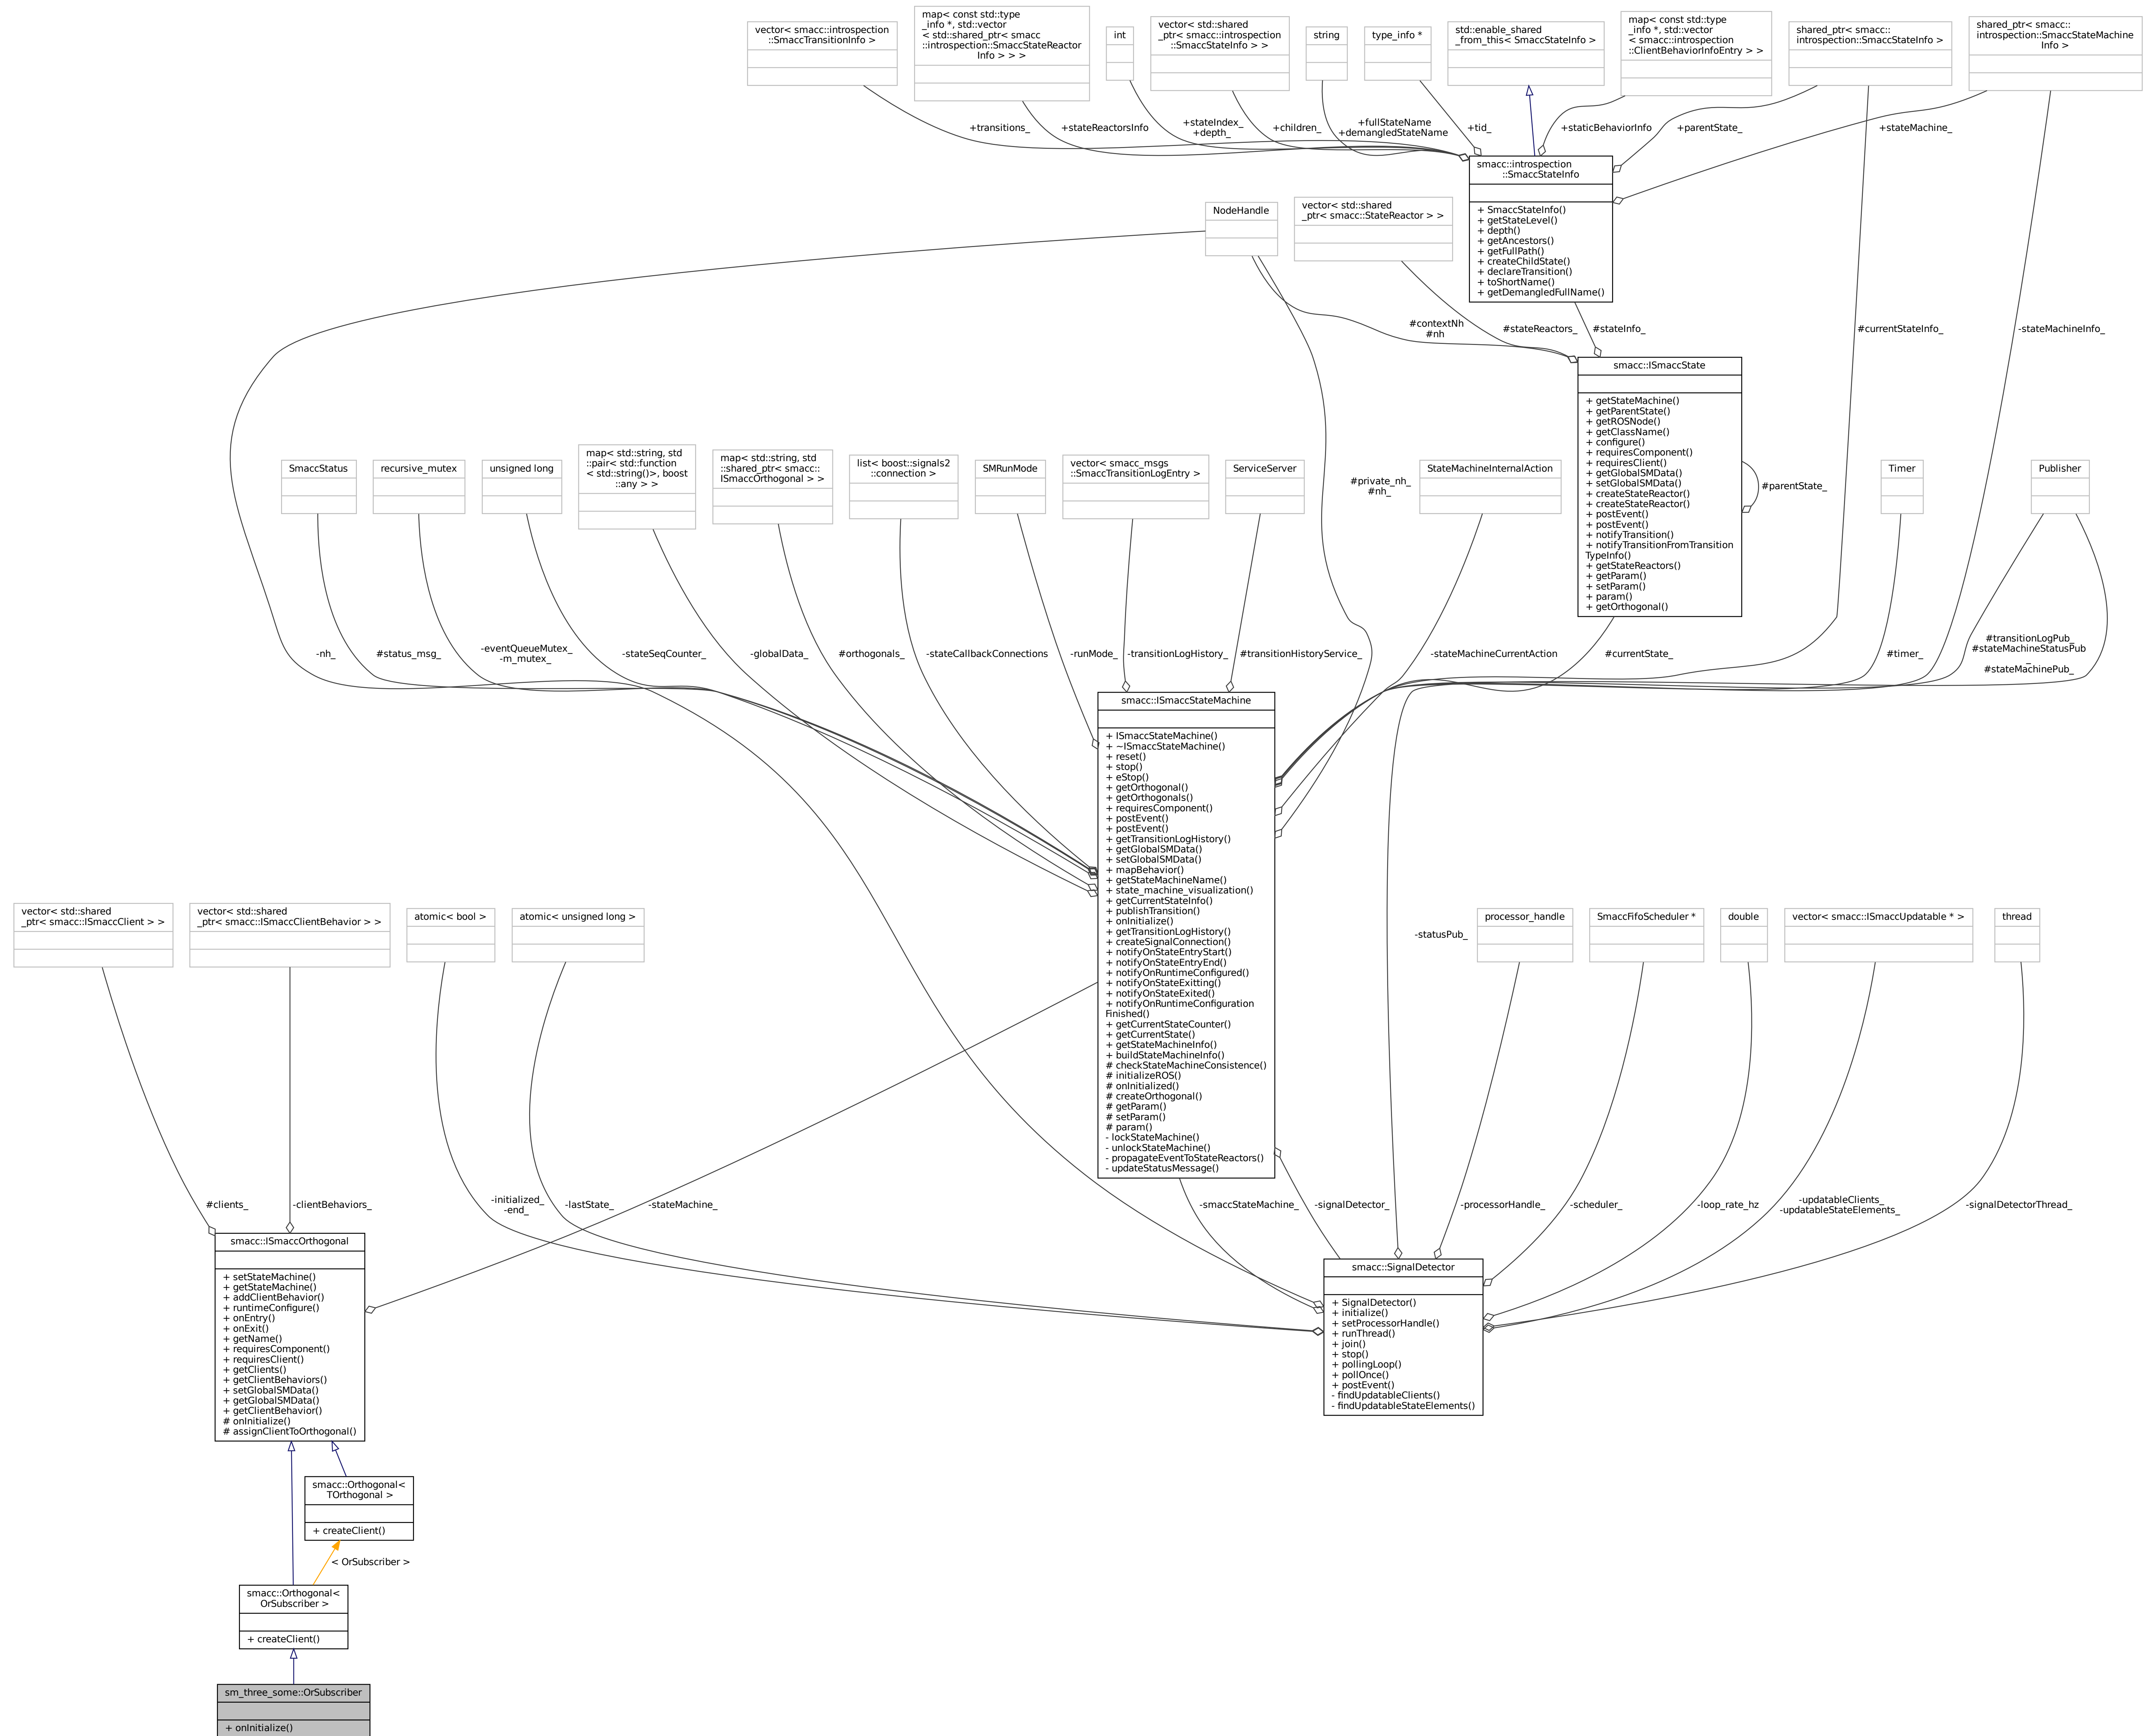 vector< smacc::introspection
::SmaccTransitionInfo >
map< const std::type
_info *, std::vector
< std::shared_ptr< smacc
::introspection::SmaccStateReactor
Info > > >
int
vector< std::shared
_ptr< smacc::introspection
::SmaccStateInfo > >
string
type_info *
std::enable_shared
_from_this< SmaccStateInfo >
map< const std::type
_info *, std::vector
< smacc::introspection
::ClientBehaviorInfoEntry > >
shared_ptr< smacc::
introspection::SmaccStateInfo >
shared_ptr< smacc::
introspection::SmaccStateMachine
Info >
+transitions_
+stateReactorsInfo
+stateIndex_
+depth_
+children_
+fullStateName
+demangledStateName
+tid_
+staticBehaviorInfo
+parentState_
+stateMachine_
smacc::introspection
::SmaccStateInfo
+ SmaccStateInfo()
+ getStateLevel()
+ depth()
+ getAncestors()
+ getFullPath()
+ createChildState()
+ declareTransition()
+ toShortName()
+ getDemangledFullName()
NodeHandle
vector< std::shared
_ptr< smacc::StateReactor > >
#contextNh
#nh
#stateReactors_
#stateInfo_
#currentStateInfo_
-stateMachineInfo_
smacc::ISmaccState
+ getStateMachine()
+ getParentState()
+ getROSNode()
+ getClassName()
+ configure()
+ requiresComponent()
+ requiresClient()
+ getGlobalSMData()
+ setGlobalSMData()
+ createStateReactor()
+ createStateReactor()
+ postEvent()
+ postEvent()
+ notifyTransition()
+ notifyTransitionFromTransition
TypeInfo()
+ getStateReactors()
+ getParam()
+ setParam()
+ param()
+ getOrthogonal()
#parentState_
SmaccStatus
recursive_mutex
unsigned long
map< std::string, std
::pair< std::function
< std::string()>, boost
::any > >
map< std::string, std
::shared_ptr< smacc::
ISmaccOrthogonal > >
list< boost::signals2
::connection >
SMRunMode
vector< smacc_msgs
::SmaccTransitionLogEntry >
ServiceServer
#private_nh_
#nh_
StateMachineInternalAction
Timer
Publisher
-nh_
#status_msg_
-eventQueueMutex_
-m_mutex_
-stateSeqCounter_
-globalData_
#orthogonals_
-stateCallbackConnections
-runMode_
-transitionLogHistory_
#transitionHistoryService_
-stateMachineCurrentAction
#currentState_
#timer_
#transitionLogPub_
#stateMachineStatusPub
_
#stateMachinePub_
smacc::ISmaccStateMachine
+ ISmaccStateMachine()
+ ~ISmaccStateMachine()
+ reset()
+ stop()
+ eStop()
+ getOrthogonal()
+ getOrthogonals()
+ requiresComponent()
+ postEvent()
+ postEvent()
+ getTransitionLogHistory()
+ getGlobalSMData()
+ setGlobalSMData()
+ mapBehavior()
+ getStateMachineName()
+ state_machine_visualization()
+ getCurrentStateInfo()
+ publishTransition()
+ onInitialize()
+ getTransitionLogHistory()
+ createSignalConnection()
+ notifyOnStateEntryStart()
+ notifyOnStateEntryEnd()
+ notifyOnRuntimeConfigured()
+ notifyOnStateExitting()
+ notifyOnStateExited()
+ notifyOnRuntimeConfiguration
Finished()
+ getCurrentStateCounter()
+ getCurrentState()
+ getStateMachineInfo()
+ buildStateMachineInfo()
# checkStateMachineConsistence()
# initializeROS()
# onInitialized()
# createOrthogonal()
# getParam()
# setParam()
# param()
- lockStateMachine()
- unlockStateMachine()
- propagateEventToStateReactors()
- updateStatusMessage()
vector< std::shared
_ptr< smacc::ISmaccClient > >
vector< std::shared
_ptr< smacc::ISmaccClientBehavior > >
atomic< bool >
atomic< unsigned long >
-statusPub_
processor_handle
SmaccFifoScheduler *
double
vector< smacc::ISmaccUpdatable * >
thread
#clients_
-clientBehaviors_
-initialized_
-end_
-lastState_
-stateMachine_
-smaccStateMachine_
-signalDetector_
-processorHandle_
-scheduler_
-loop_rate_hz
-updatableClients_
-updatableStateElements_
-signalDetectorThread_
smacc::ISmaccOrthogonal
+ setStateMachine()
+ getStateMachine()
+ addClientBehavior()
+ runtimeConfigure()
+ onEntry()
+ onExit()
+ getName()
+ requiresComponent()
+ requiresClient()
+ getClients()
+ getClientBehaviors()
+ setGlobalSMData()
+ getGlobalSMData()
+ getClientBehavior()
# onInitialize()
# assignClientToOrthogonal()
smacc::SignalDetector
+ SignalDetector()
+ initialize()
+ setProcessorHandle()
+ runThread()
+ join()
+ stop()
+ pollingLoop()
+ pollOnce()
+ postEvent()
- findUpdatableClients()
- findUpdatableStateElements()
smacc::Orthogonal<
TOrthogonal >
+ createClient()
< OrSubscriber >
smacc::Orthogonal<
OrSubscriber >
+ createClient()
sm_three_some::OrSubscriber
+ onInitialize()